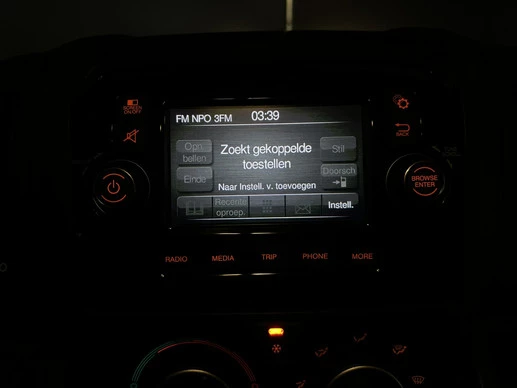 SCREEN
ON/OFF
FM NPO 3FM 03:39
BACK
Opn.
bellen
Zoekt gekoppelde
toestellen
Stil
Einde
Doorsch
Naar Instell. v. toevoegen
BROWSE
ENTER
Recente
oproep.
Instell.
RADIO MEDIA TRIP PHONE MORE